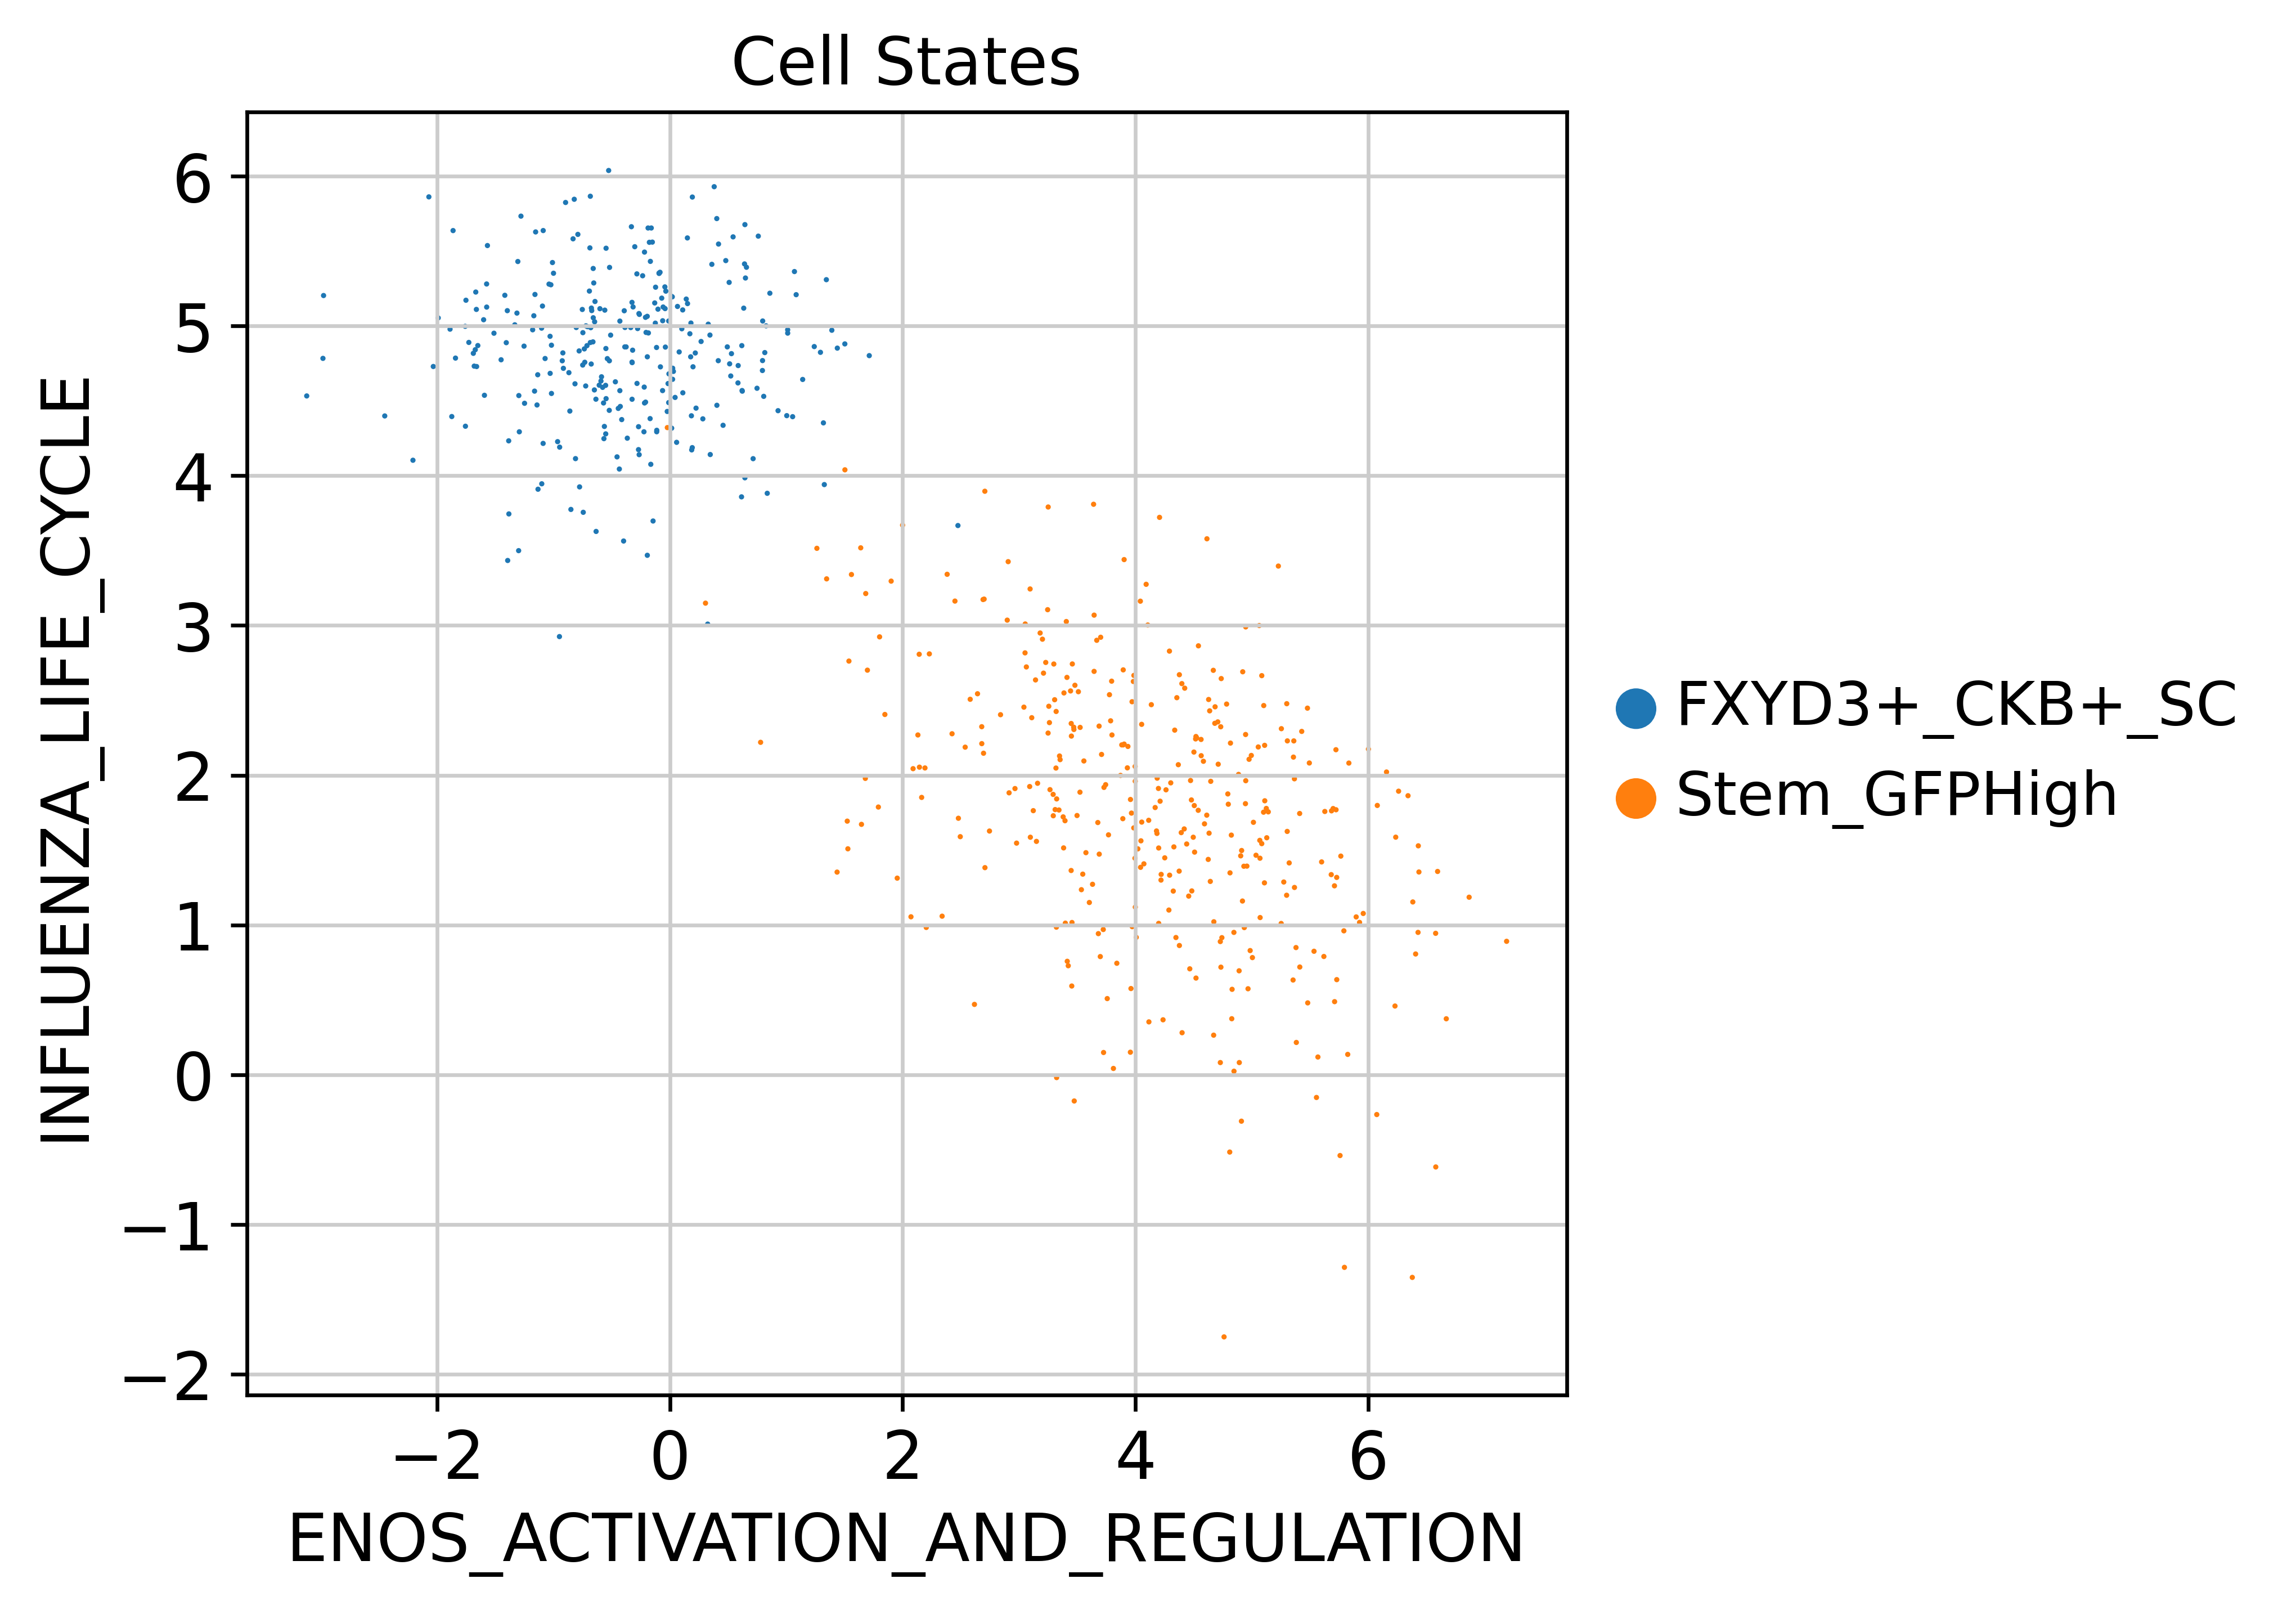 Cell States
INFLUENZA_LIFE_CYCLE
6
5
4
3
2
1
0
−1
−2
−2 0 2 4 6
ENOS_ACTIVATION_AND_REGULATION
FXYD3+_CKB+_SC
Stem_GFPHigh